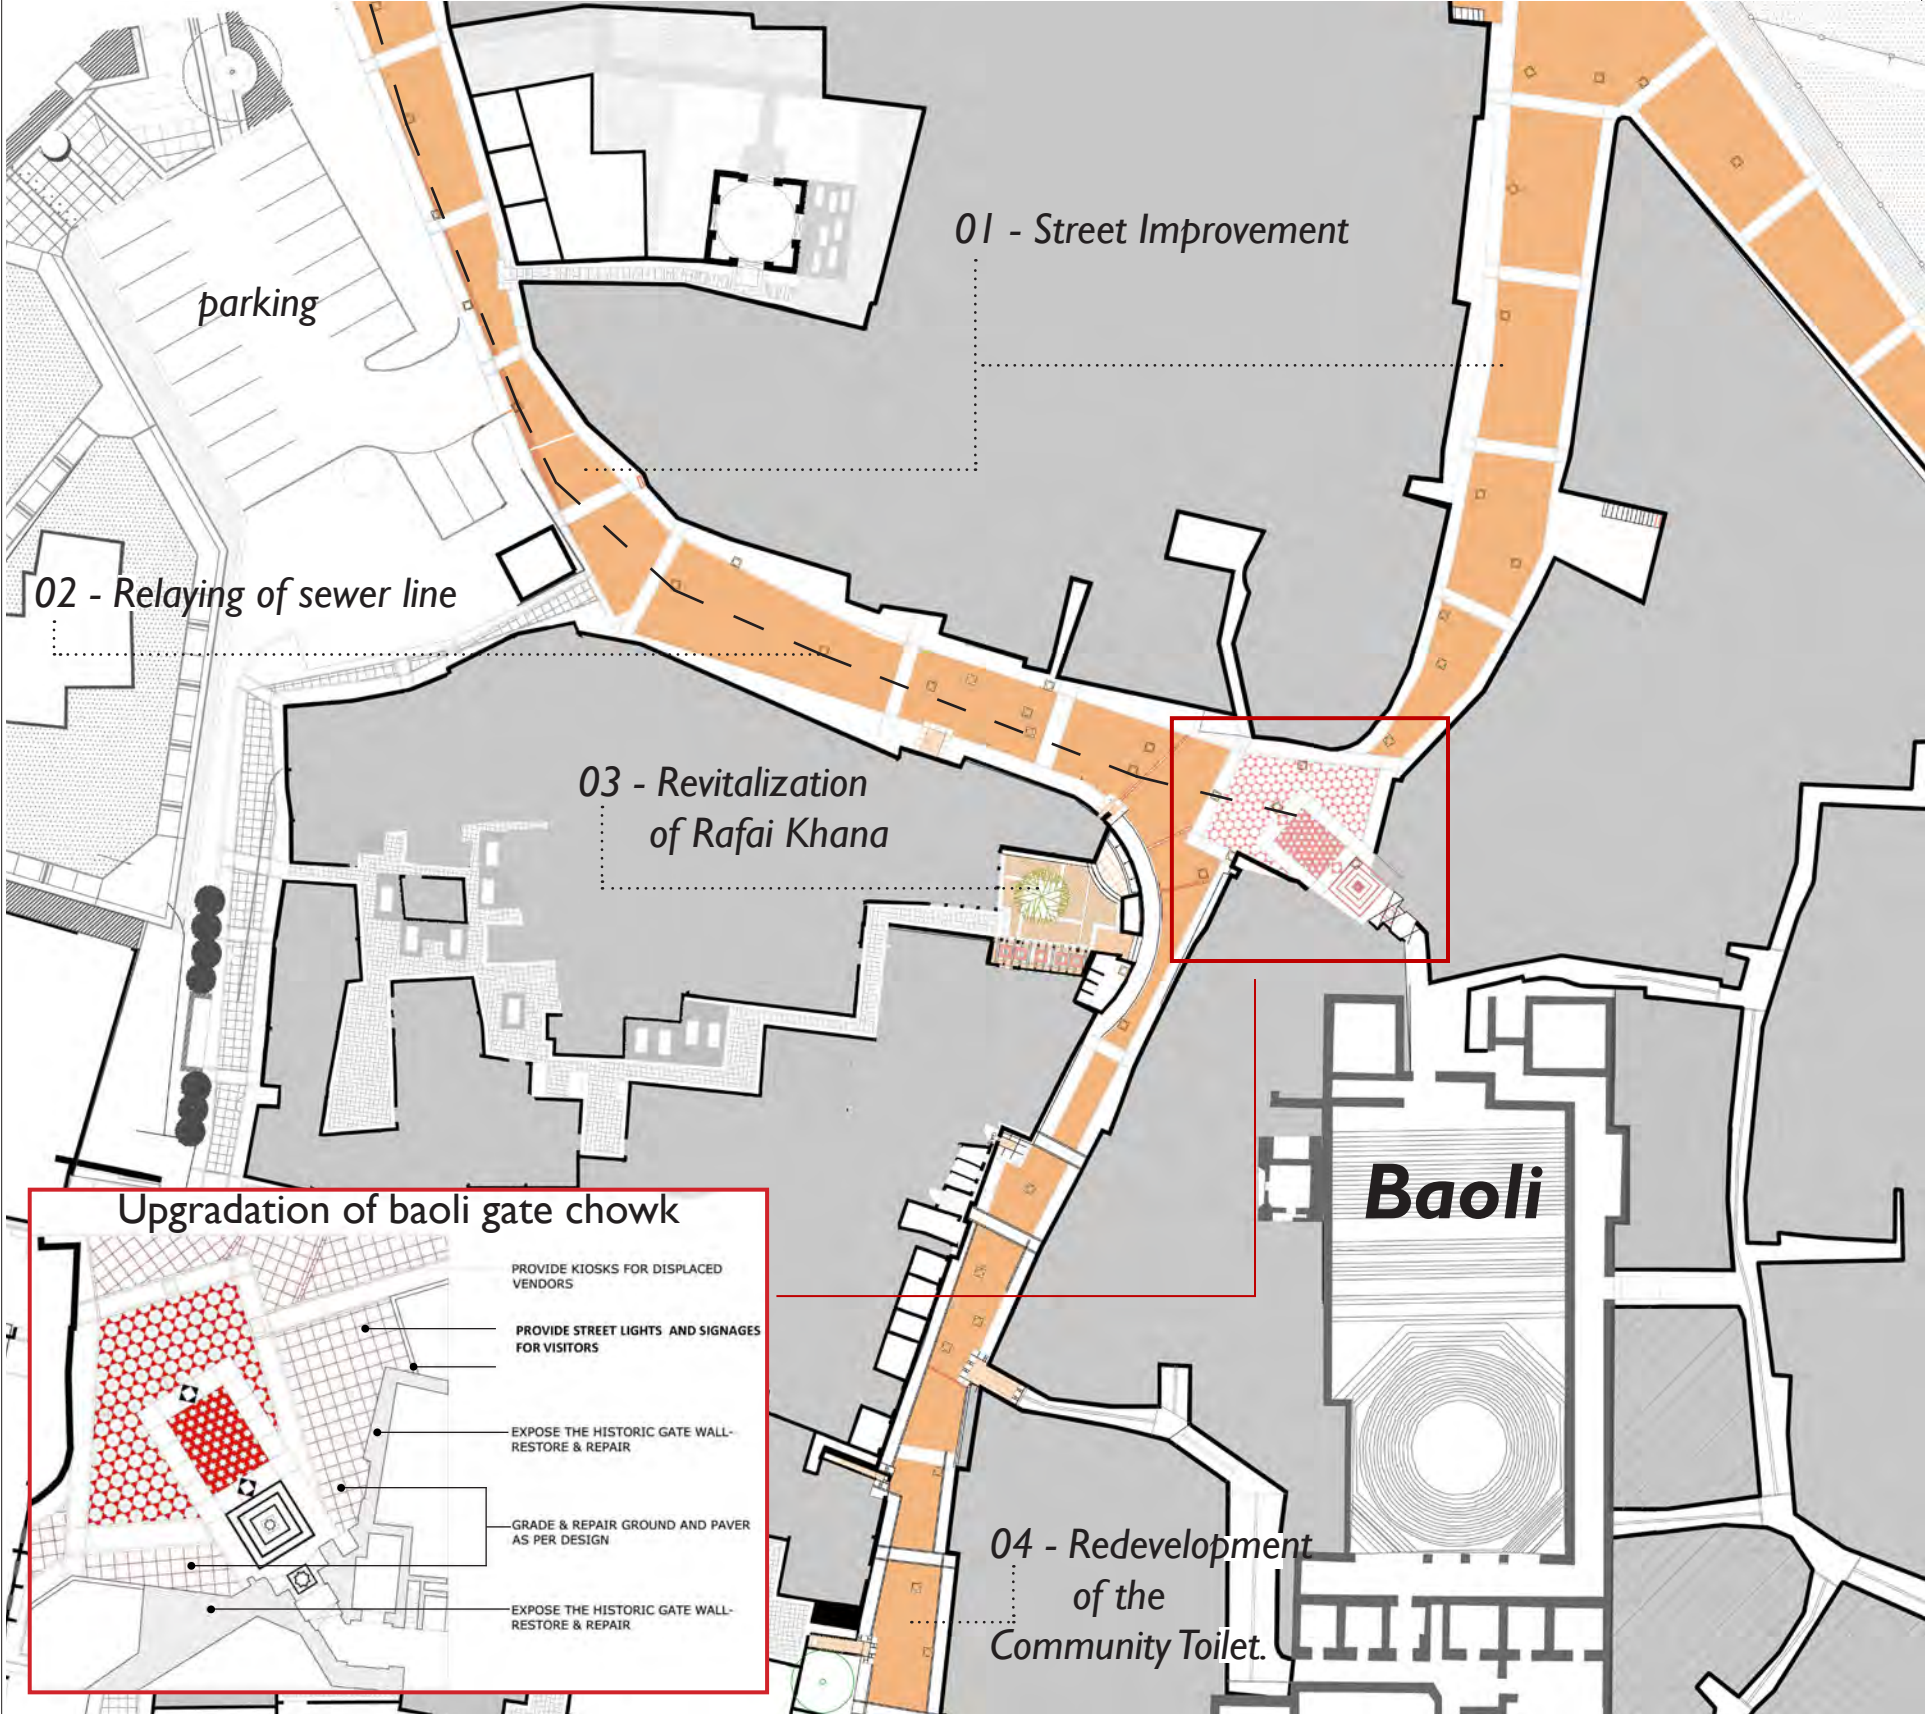 01 - Street Improvement
parking
02 - Relaying of sewer line
03 - Revitalization
of Rafai Khana
Baoli
Upgradation of baoli gate chowk
PROVIDE KIOSKS FOR DISPLACED
VENDORS
PROVIDE STREET LIGHTS AND SIGNAGES
FOR VISITORS
EXPOSE THE HISTORIC GATE WALL-
RESTORE & REPAIR
GRADE & REPAIR GROUND AND PAVER
AS PER DESIGN
EXPOSE THE HISTORIC GATE WALL-
RESTORE & REPAIR
04 - Redevelopment
of the
Community Toilet.